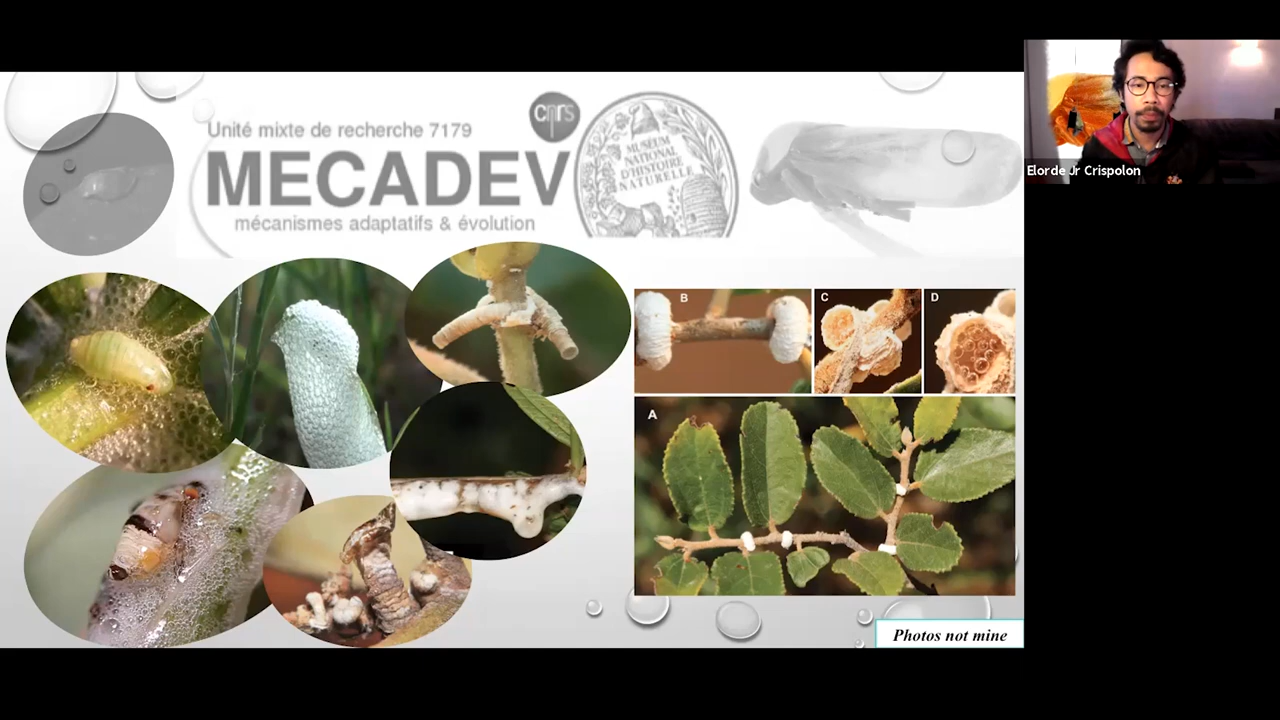 Unité mixte de recherche 7179
cnrs
MECADEV
mécanismes adaptatifs & évolution
MUSEUM
NATIONAL
D'HISTOIRE
NATURELLE
Elorde Jr Crispolon
B
C
D
A
Photos not mine